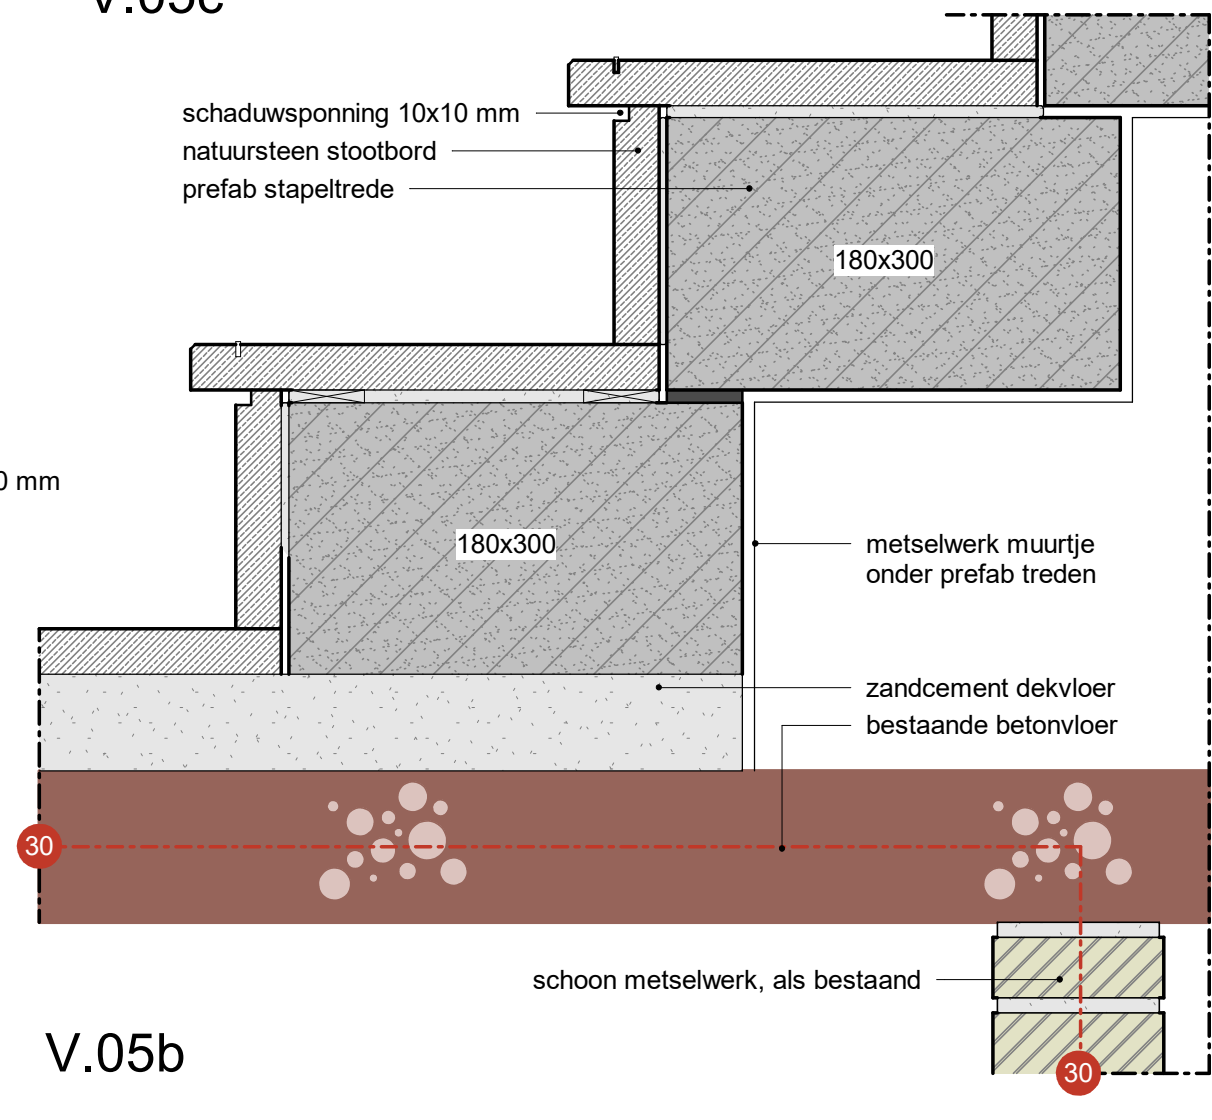 schaduwsponning 10x10 mm
natuursteen stootbord
prefab stapeltrede
180x300
0 mm
180x300
metselwerk muurtje
onder prefab treden
zandcement dekvloer
bestaande betonvloer
30
schoon metselwerk, als bestaand
V.05b
30